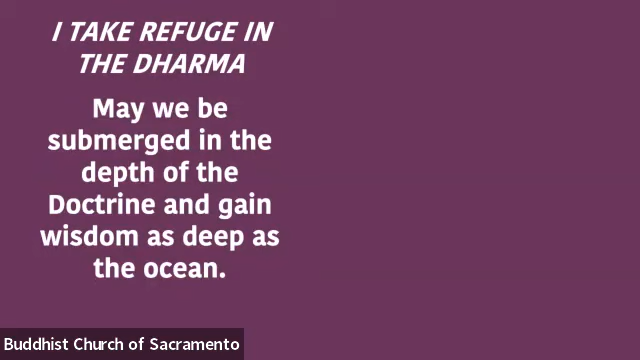 I TAKE REFUGE IN
THE DHARMA
May we be
submerged in the
depth of the
Doctrine and gain
wisdom as deep as
the ocean.
Buddhist Church of Sacramento